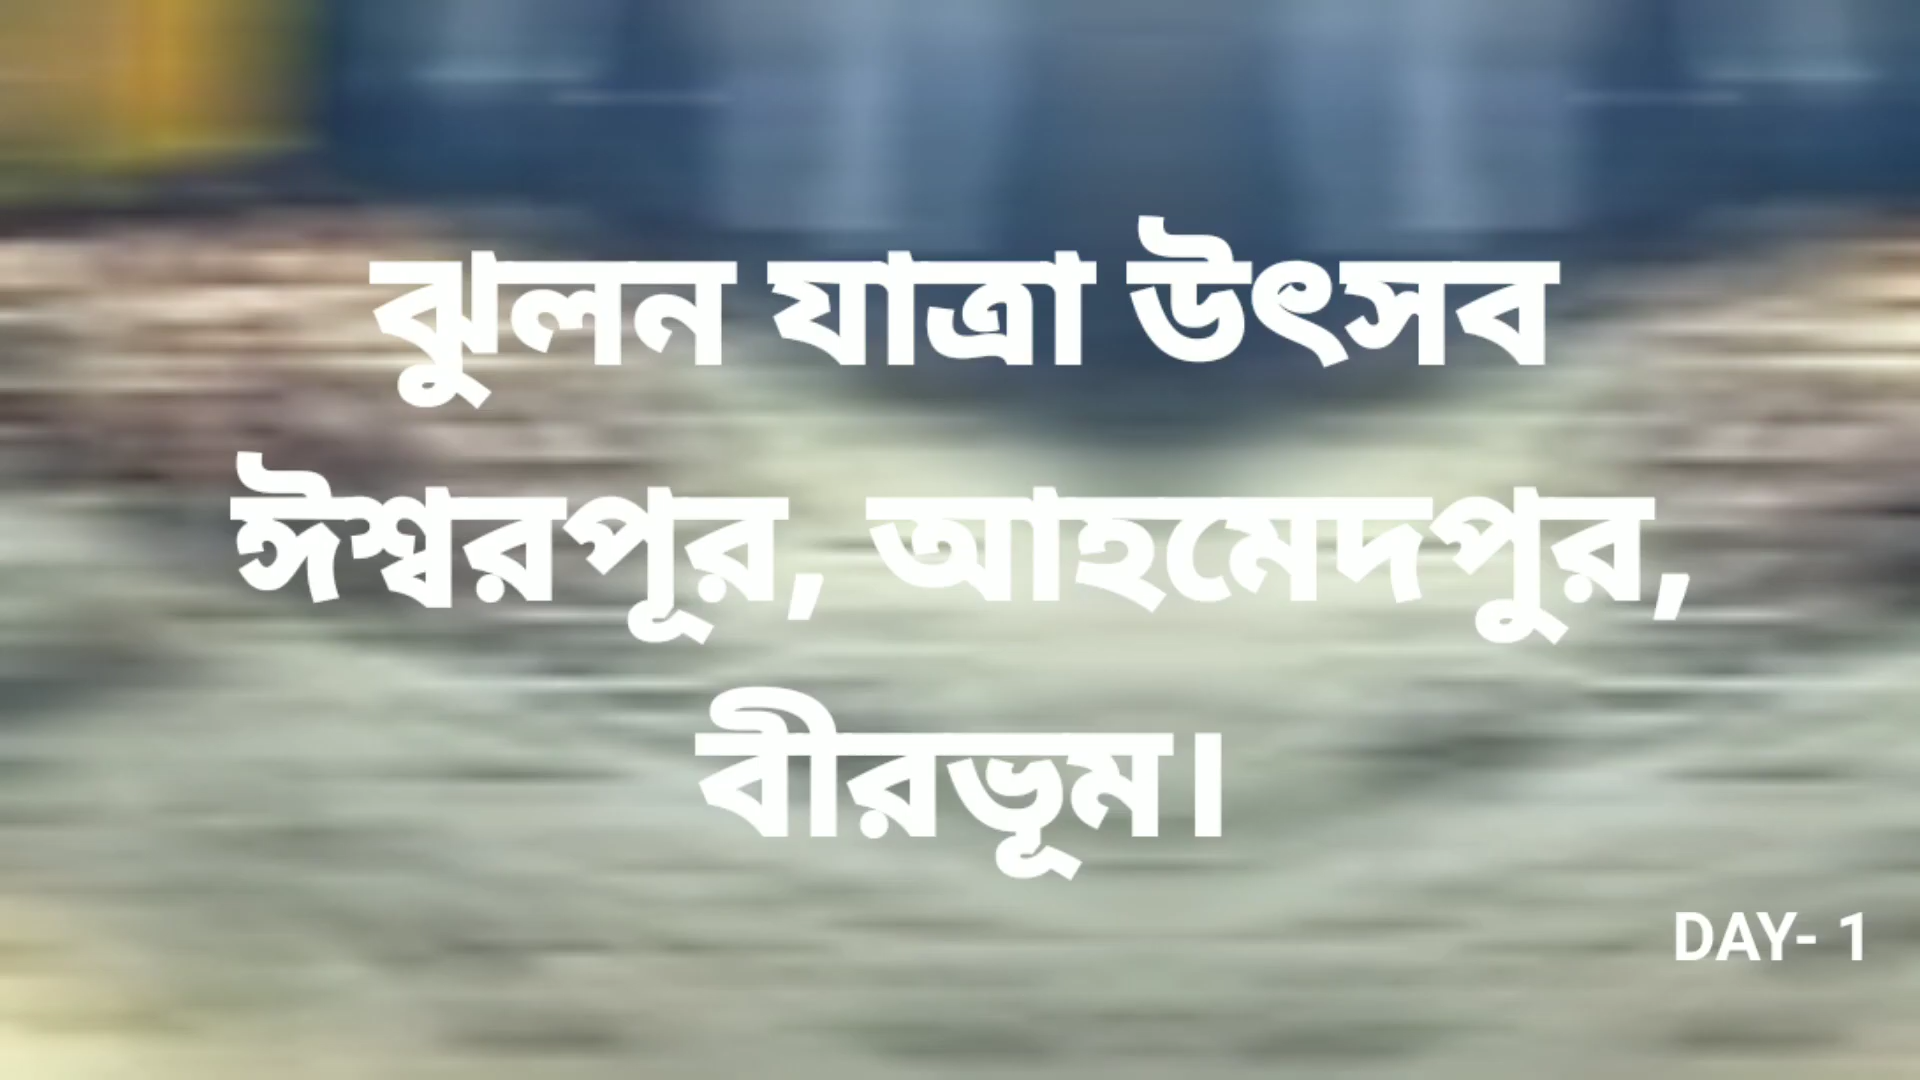 ঝুলন যাত্রা উৎসব
ঈশ্বরপূর, আহমেদপুর,
বীরভূম।
DAY- 1